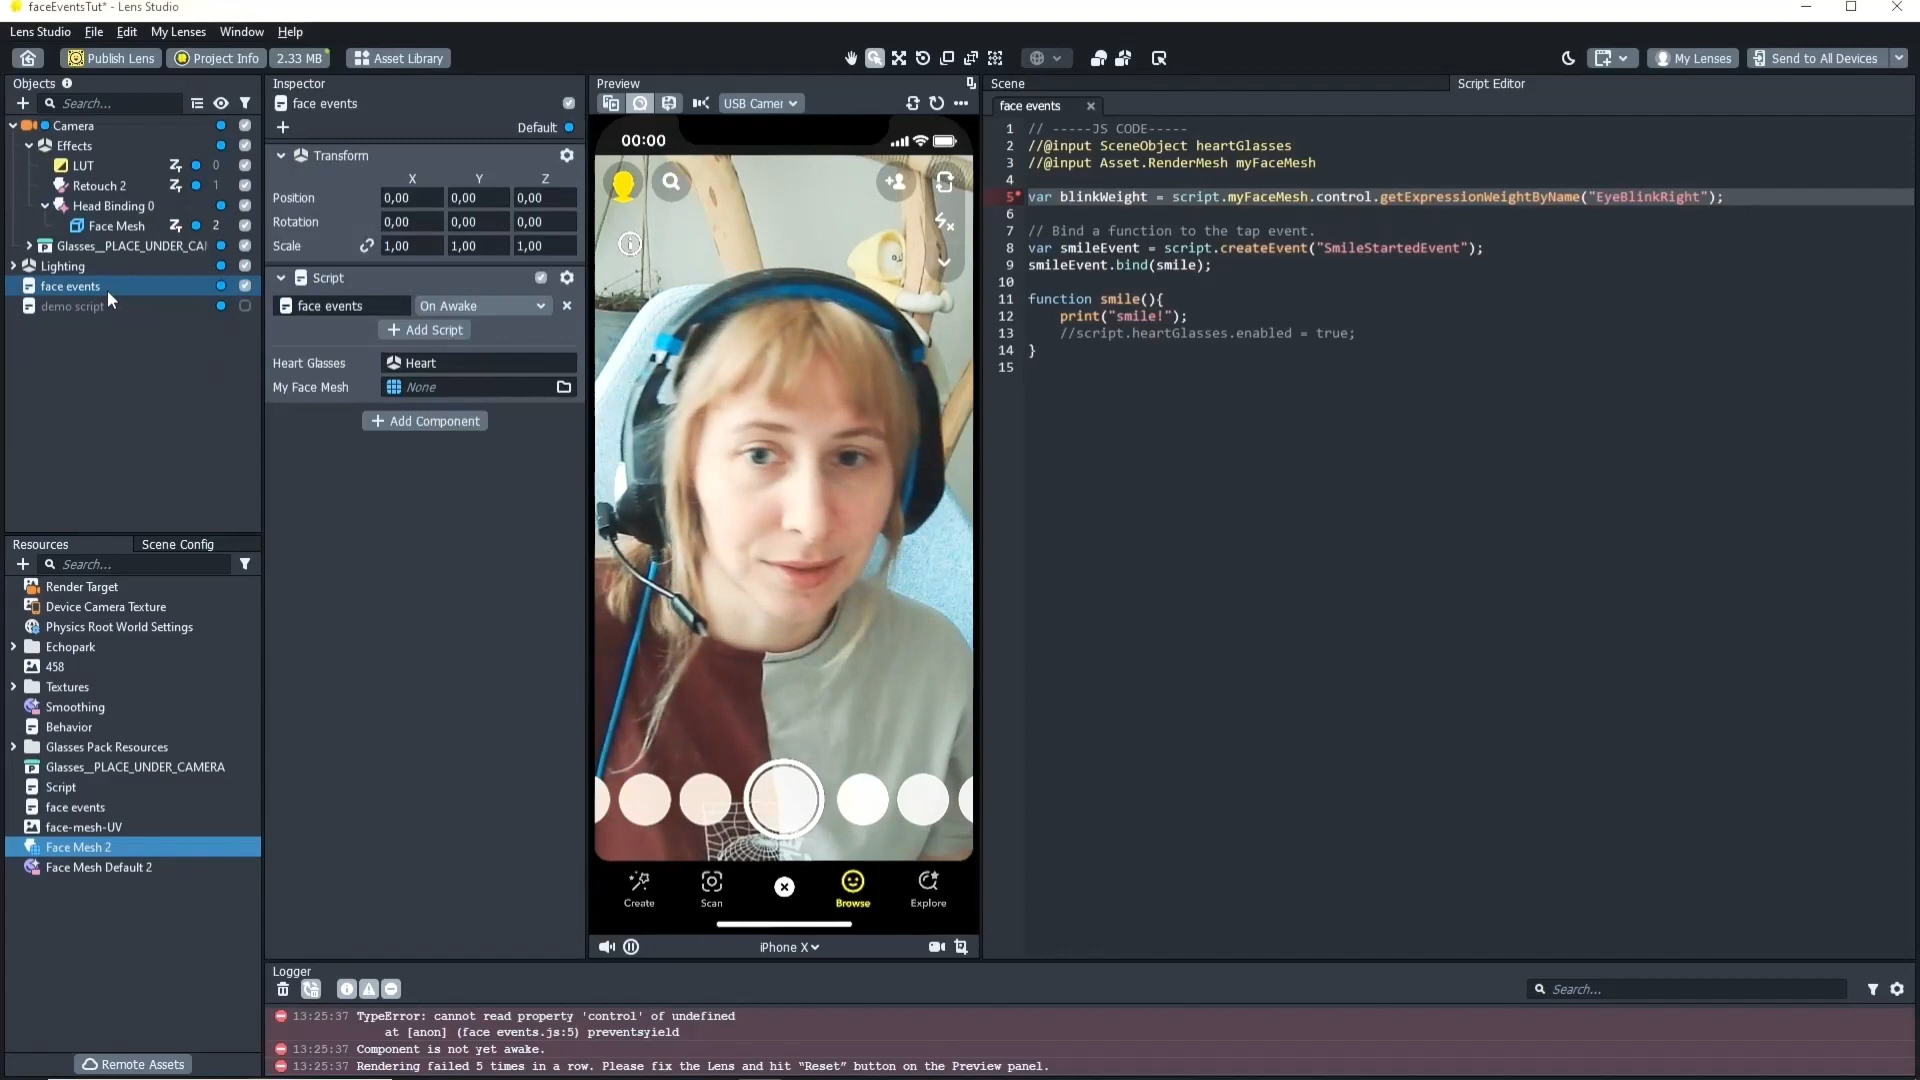 faceEventsTut* - Lens Studio
Lens Studio File Edit My Lenses Window Help
Publish Lens Project Info 2.33 MB Asset Library My Lenses Send to All Devices
Objects
Search...
Camera
Effects
LUT 0
Retouch 2 1
Head Binding 0
Face Mesh 2
Glasses__PLACE_UNDER_CA
Lighting
face events
demo script
Resources Scene Config
Search...
Render Target
Device Camera Texture
Physics Root World Settings
Echopark
458
Textures
Smoothing
Behavior
Glasses Pack Resources
Glasses__PLACE_UNDER_CAMERA
Script
face events
face-mesh-UV
Face Mesh 2
Face Mesh Default 2
Remote Assets
Inspector
face events
Default
Transform
X Y Z
Position 0,00 0,00 0,00
Rotation 0,00 0,00 0,00
Scale 1,00 1,00 1,00
Script
face events On Awake
Add Script
Heart Glasses Heart
My Face Mesh None
Add Component
Preview
USB Camer
00:00
Create Scan Browse Explore
iPhone X
Scene Script Editor
face events
1 // -----JS CODE-----
2 //@input SceneObject heartGlasses
3 //@input Asset.RenderMesh myFaceMesh
4
5 var blinkWeight = script.myFaceMesh.control.getExpressionWeightByName("EyeBlinkRight");
6
7 // Bind a function to the tap event.
8 var smileEvent = script.createEvent("SmileStartedEvent");
9 smileEvent.bind(smile);
10
11 function smile(){
12 print("smile!");
13 //script.heartGlasses.enabled = true;
14 }
15
Logger
Search...
13:25:37 TypeError: cannot read property 'control' of undefined
at [anon] (face events.js:5) preventsyield
13:25:37 Component is not yet awake.
13:25:37 Rendering failed 5 times in a row. Please fix the Lens and hit “Reset” button on the Preview panel.